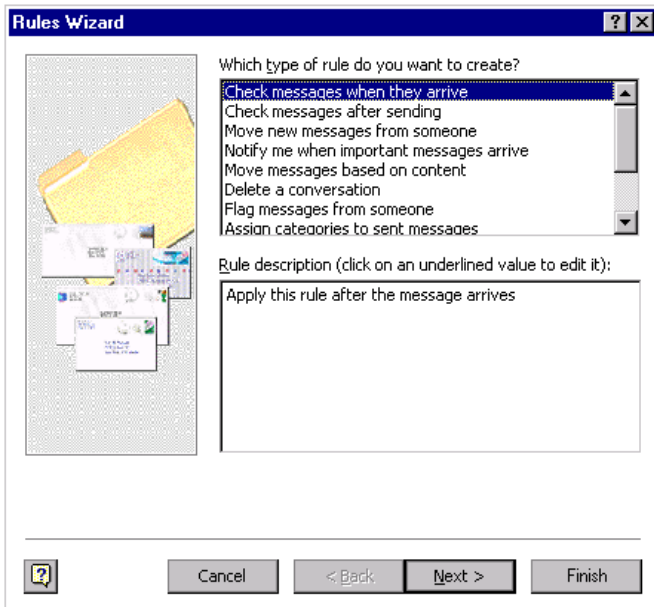 Rules Wizard
Which type of rule do you want to create?
Check messages when they arrive
Check messages after sending
Move new messages from someone
Notify me when important messages arrive
Move messages based on content
Delete a conversation
Flag messages from someone
Assign categories to sent messages
Rule description (click on an underlined value to edit it):
Apply this rule after the message arrives
Cancel
< Back
Next >
Finish